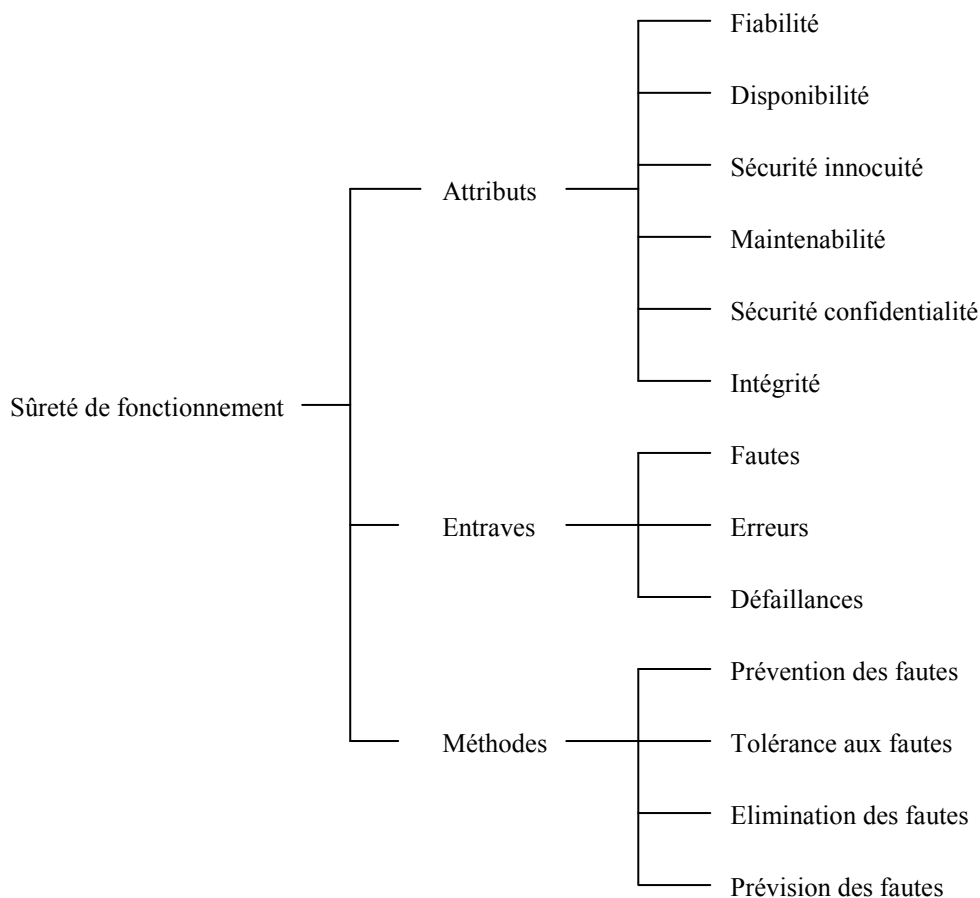 Fiabilité
Disponibilité
Sécurité innocuité
Attributs
Maintenabilité
Sécurité confidentialité
Intégrité
Sûreté de fonctionnement
Fautes
Entraves
Erreurs
Défaillances
Prévention des fautes
Méthodes
Tolérance aux fautes
Elimination des fautes
Prévision des fautes